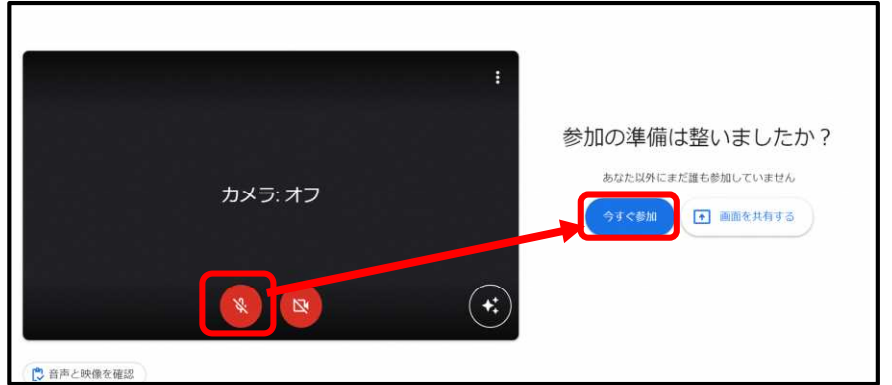 参加の準備は整いましたか？
あなた以外にまだ誰も参加していません
カメラ: オフ
今すぐ参加
画面を共有する
音声と映像を確認